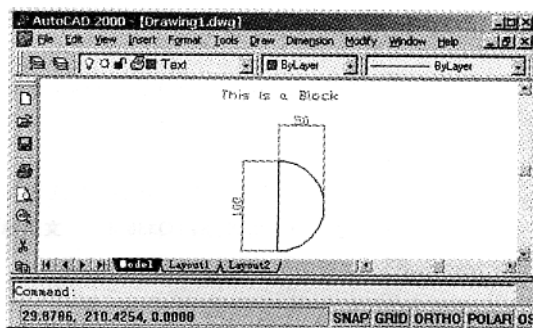 AutoCAD 2000 - [Drawing1.dwg]
File Edit View Insert Format Tools Draw Dimension Modify Window Help
Text ByLayer ByLayer
This is a Block
50
100
Model Layout1 Layout2
Command:
29.8786, 210.4254, 0.0000 SNAP GRID ORTHO POLAR OS